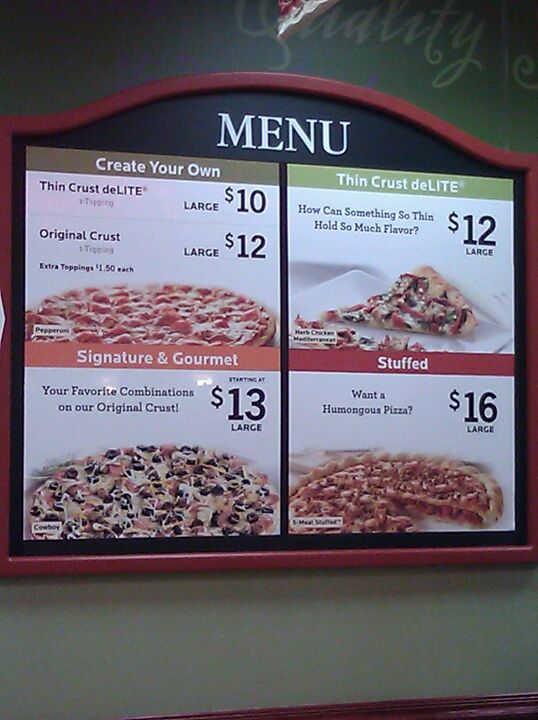 Quality
MENU
Create Your Own
Thin Crust deLITE®
1-Topping
LARGE $10
Original Crust
1-Topping
LARGE $12
Extra Toppings $1.50 each
Pepperoni
Thin Crust deLITE®
How Can Something So Thin
Hold So Much Flavor?
$12
LARGE
Herb Chicken
Mediterranean
Signature & Gourmet
Your Favorite Combinations
on our Original Crust!
STARTING AT
$13
LARGE
Cowboy
Stuffed
Want a
Humongous Pizza?
$16
LARGE
5-Meat Stuffed™